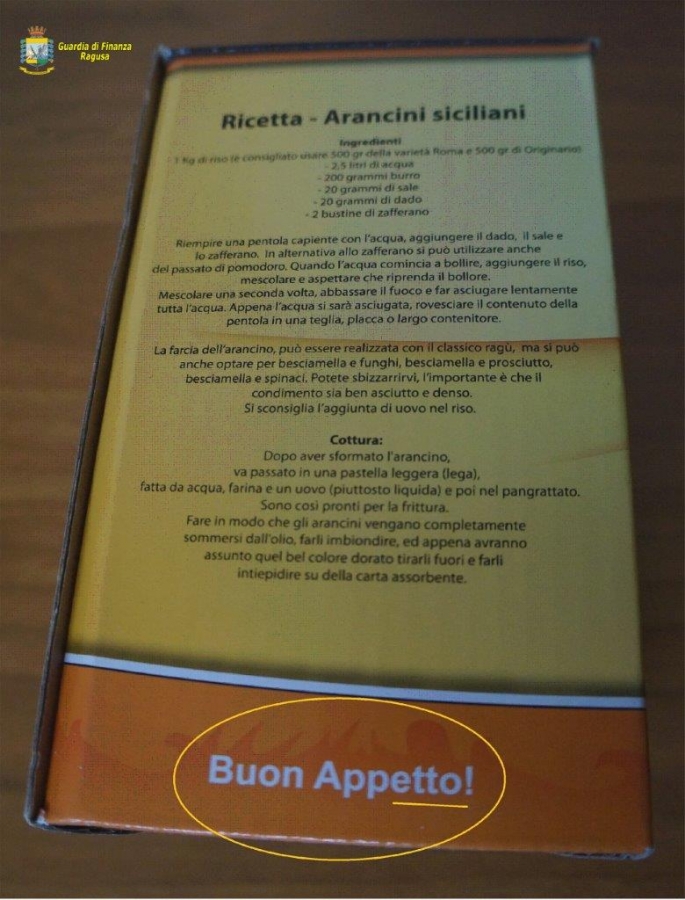 Guardia di Finanza
Ragusa
Ricetta - Arancini siciliani
Ingredienti
- 1 Kg di riso (è consigliato usare 500 gr della varietà Roma e 500 gr di Originario)
- 2,5 litri di acqua
- 200 grammi burro
- 20 grammi di sale
- 20 grammi di dado
- 2 bustine di zafferano
Riempire una pentola capiente con l'acqua, aggiungere il dado, il sale e
lo zafferano. In alternativa allo zafferano si può utilizzare anche
del passato di pomodoro. Quando l'acqua comincia a bollire, aggiungere il riso,
mescolare e aspettare che riprenda il bollore.
Mescolare una seconda volta, abbassare il fuoco e far asciugare lentamente
tutta l'acqua. Appena l'acqua si sarà asciugata, rovesciare il contenuto della
pentola in una teglia, placca o largo contenitore.
La farcia dell'arancino, può essere realizzata con il classico ragù, ma si può
anche optare per besciamella e funghi, besciamella e prosciutto,
besciamella e spinaci. Potete sbizzarrirvi, l'importante è che il
condimento sia ben asciutto e denso.
Si sconsiglia l'aggiunta di uovo nel riso.
Cottura:
Dopo aver sformato l'arancino,
va passato in una pastella leggera (lega),
fatta da acqua, farina e un uovo (piuttosto liquida) e poi nel pangrattato.
Sono così pronti per la frittura.
Fare in modo che gli arancini vengano completamente
sommersi dall'olio, farli imbiondire, ed appena avranno
assunto quel bel colore dorato tirarli fuori e farli
intiepidire su della carta assorbente.
Buon Appetto!